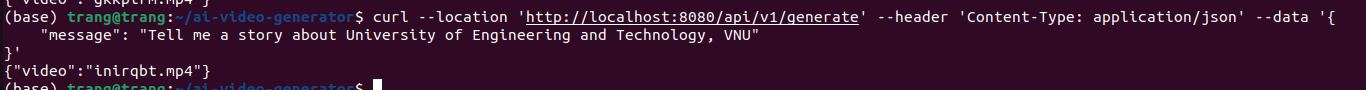 (base) trang@trang:~/ai-video-generator$ curl --location 'http://localhost:8080/api/v1/generate' --header 'Content-Type: application/json' --data '{
    "message": "Tell me a story about University of Engineering and Technology, VNU"
}'
{"video":"inirqbt.mp4"}
(base) trang@trang:~/ai-video-generator$